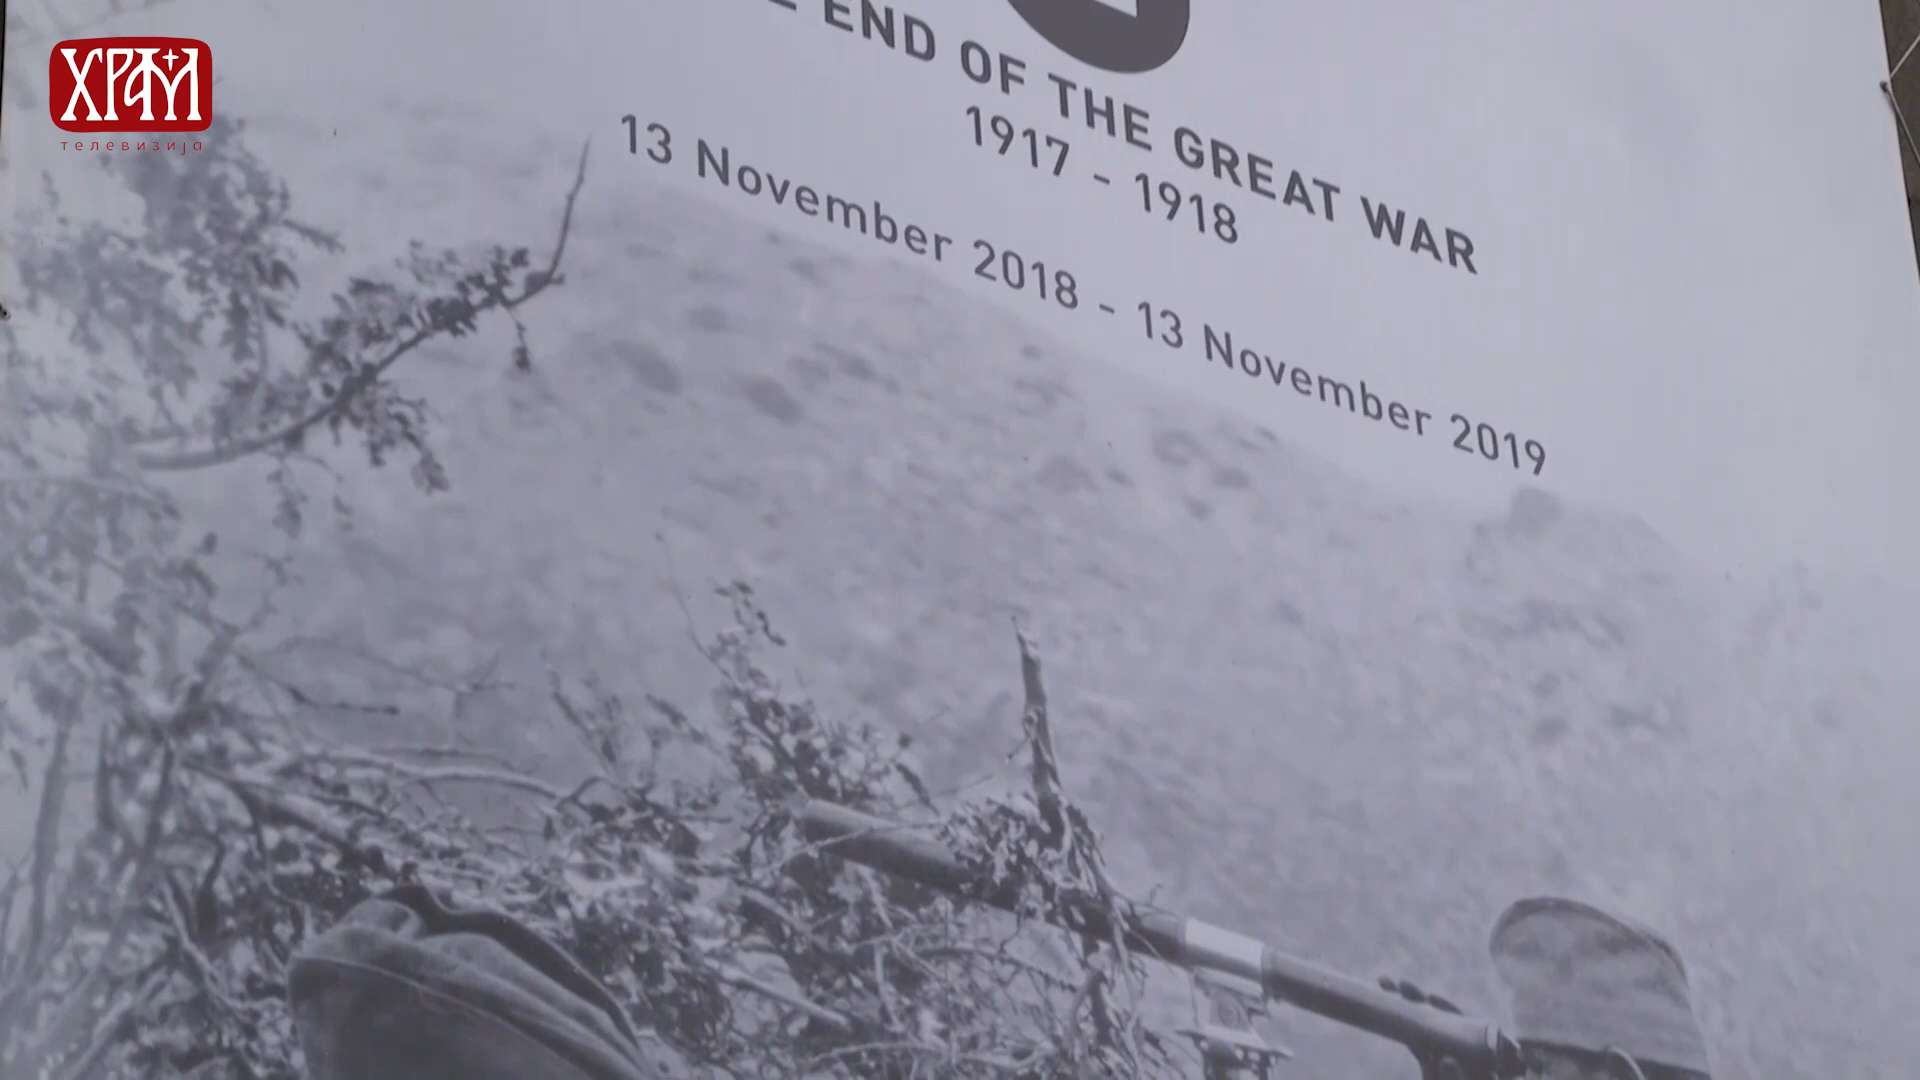 ХРАМ
телевизија
END OF THE GREAT WAR
1917 - 1918
13 November 2018 - 13 November 2019